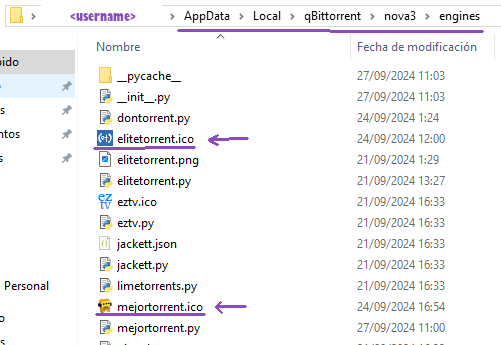 <username> AppData Local qBittorrent nova3 engines
Nombre Fecha de modificación
__pycache__ 27/09/2024 11:03
__init__.py 27/09/2024 11:03
dontorrent.py 24/09/2024 1:24
elitetorrent.ico 24/09/2024 12:00
elitetorrent.png 21/09/2024 1:29
elitetorrent.py 21/09/2024 13:27
eztv.ico 21/09/2024 16:33
eztv.py 21/09/2024 16:33
jackett.json 21/09/2024 16:33
jackett.py 21/09/2024 16:33
limetorrents.py 21/09/2024 16:33
Personal
mejortorrent.ico 24/09/2024 16:54
mejortorrent.py 27/09/2024 11:00